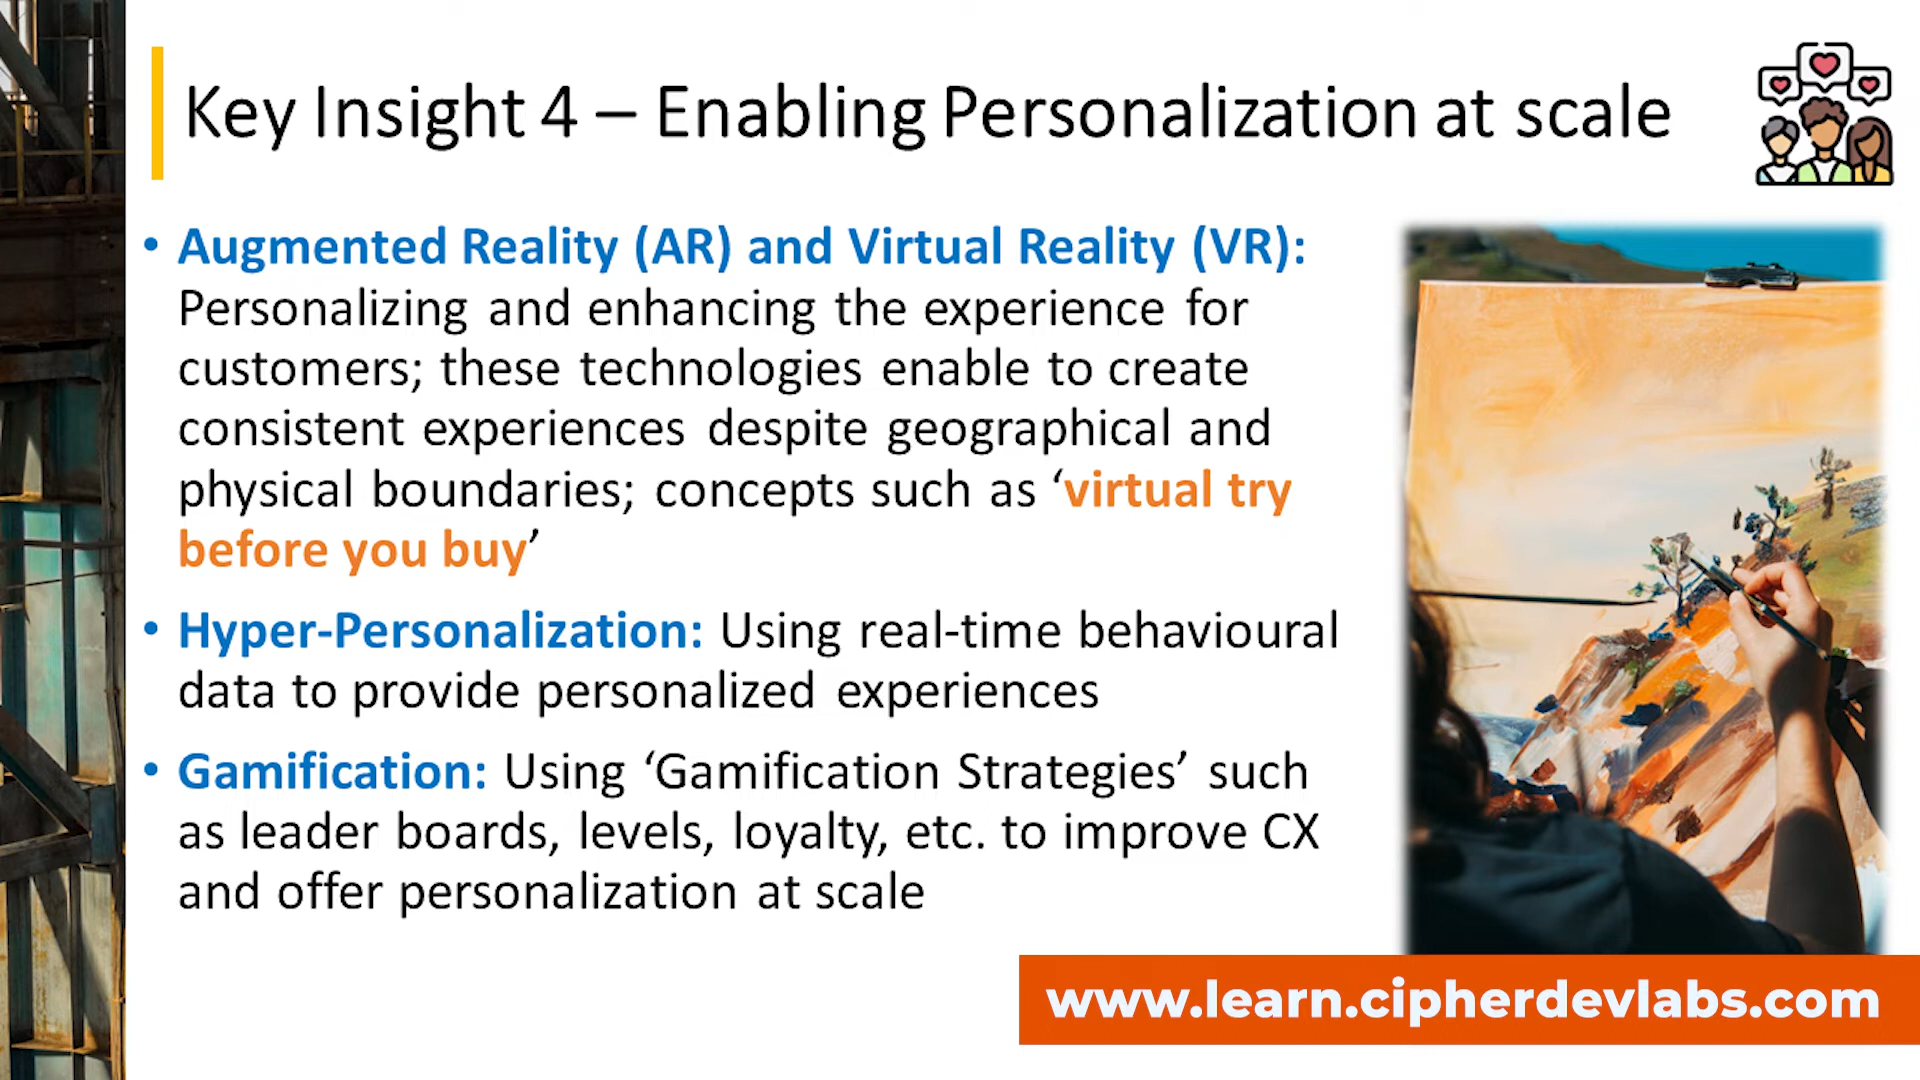 Key Insight 4 – Enabling Personalization at scale
• Augmented Reality (AR) and Virtual Reality (VR):
Personalizing and enhancing the experience for
customers; these technologies enable to create
consistent experiences despite geographical and
physical boundaries; concepts such as ‘virtual try
before you buy’
• Hyper-Personalization: Using real-time behavioural
data to provide personalized experiences
• Gamification: Using ‘Gamification Strategies’ such
as leader boards, levels, loyalty, etc. to improve CX
and offer personalization at scale
www.learn.cipherdevlabs.com